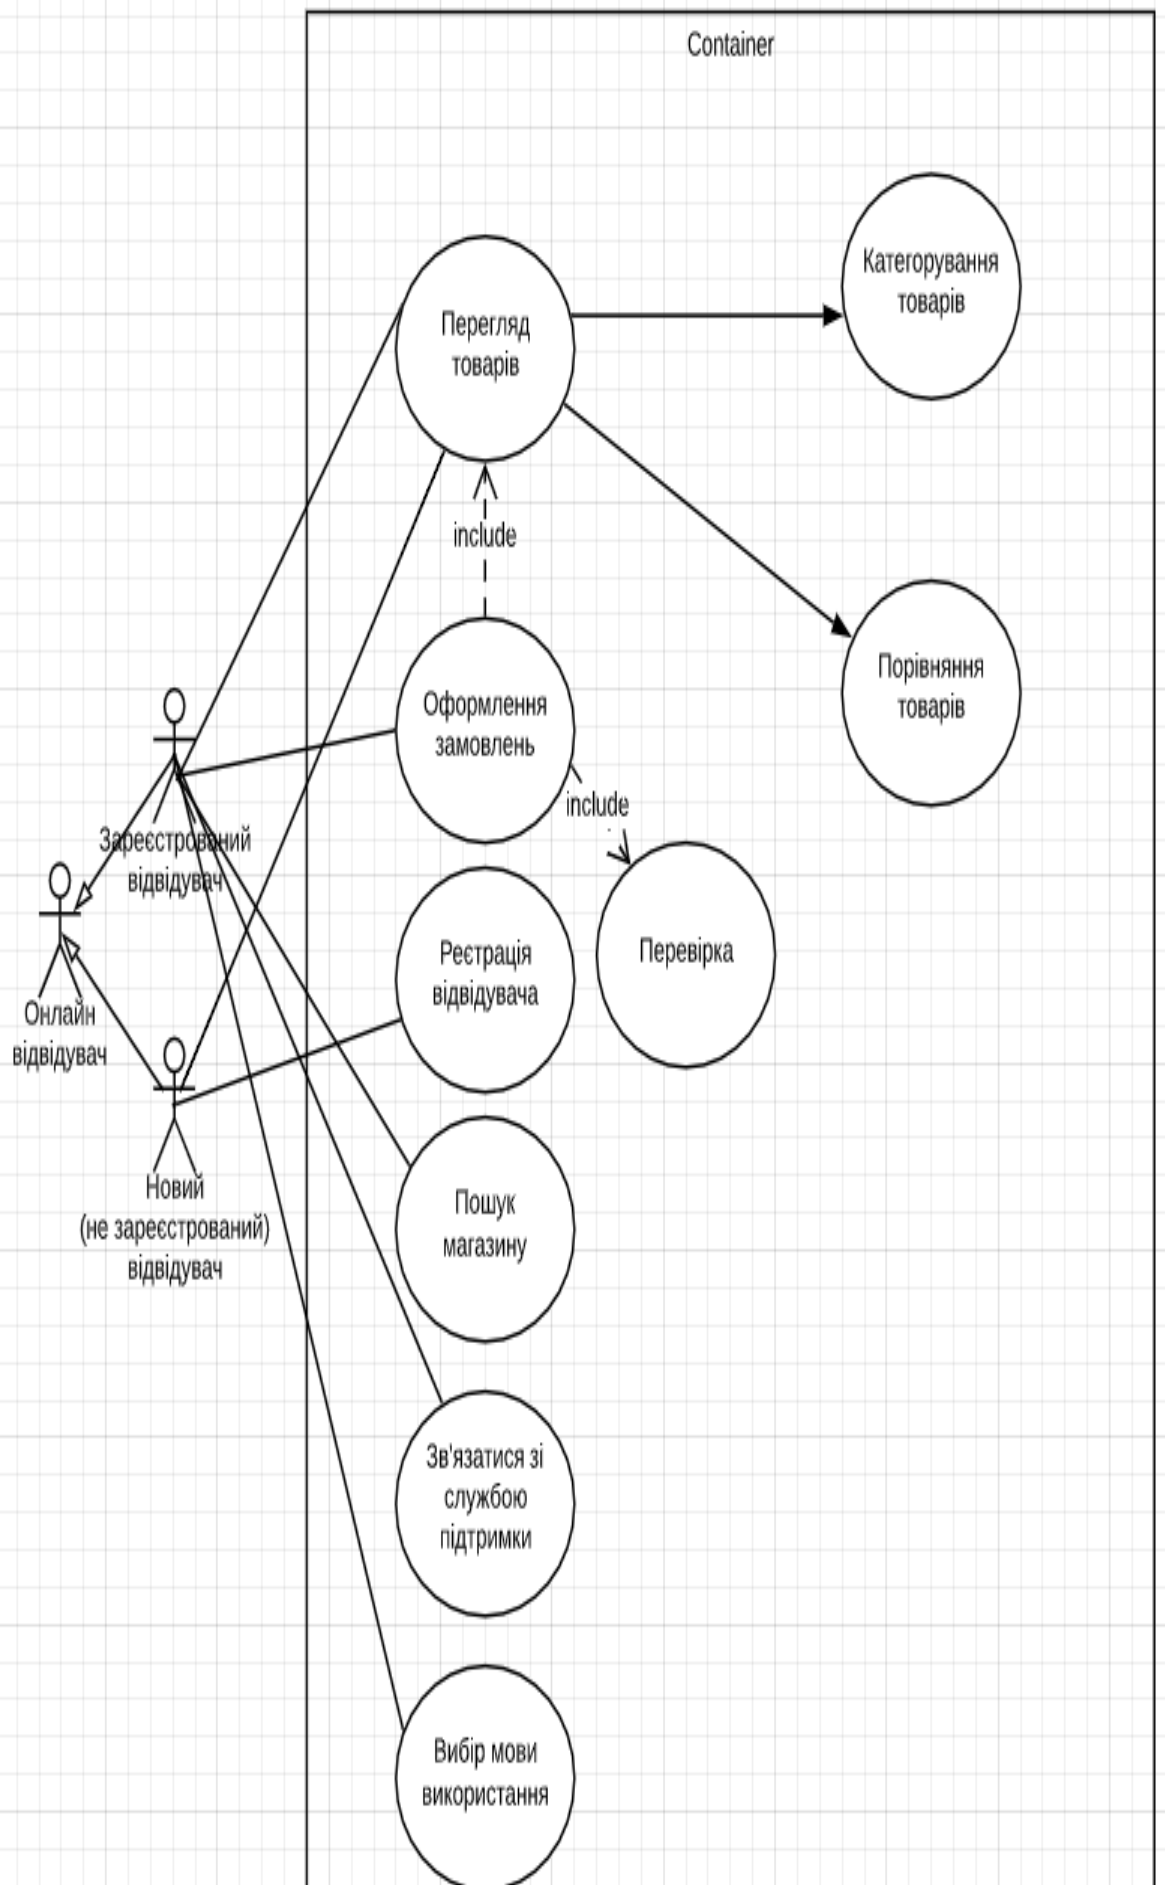 Container
Категорування
товарів
Перегляд
товарів
include
Порівняння
товарів
Оформлення
замовлень
include
Зареєстрований
відвідувач
Реєтрація
відвідувача
Перевірка
Онлайн
відвідувач
Новий
(не зареєстрований)
відвідувач
Пошук
магазину
Зв'язатися зі
службою
підтримки
Вибір мови
використання